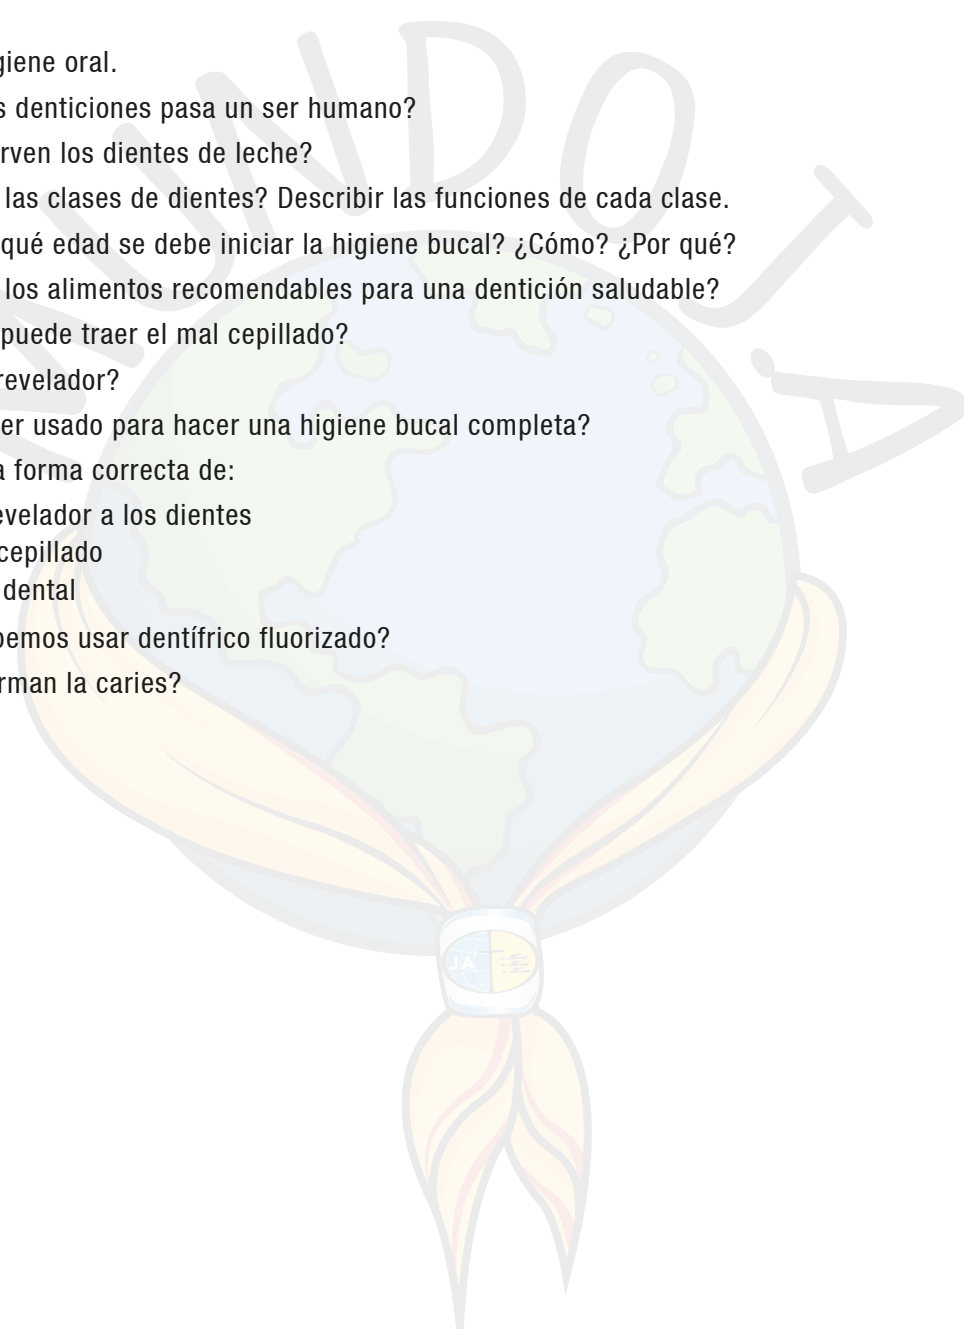 MUNDO JA
giene oral.
s denticiones pasa un ser humano?
rven los dientes de leche?
las clases de dientes? Describir las funciones de cada clase.
qué edad se debe iniciar la higiene bucal? ¿Cómo? ¿Por qué?
los alimentos recomendables para una dentición saludable?
puede traer el mal cepillado?
revelador?
er usado para hacer una higiene bucal completa?
a forma correcta de:
evelador a los dientes
cepillado
dental
bemos usar dentífrico fluorizado?
rman la caries?
JA